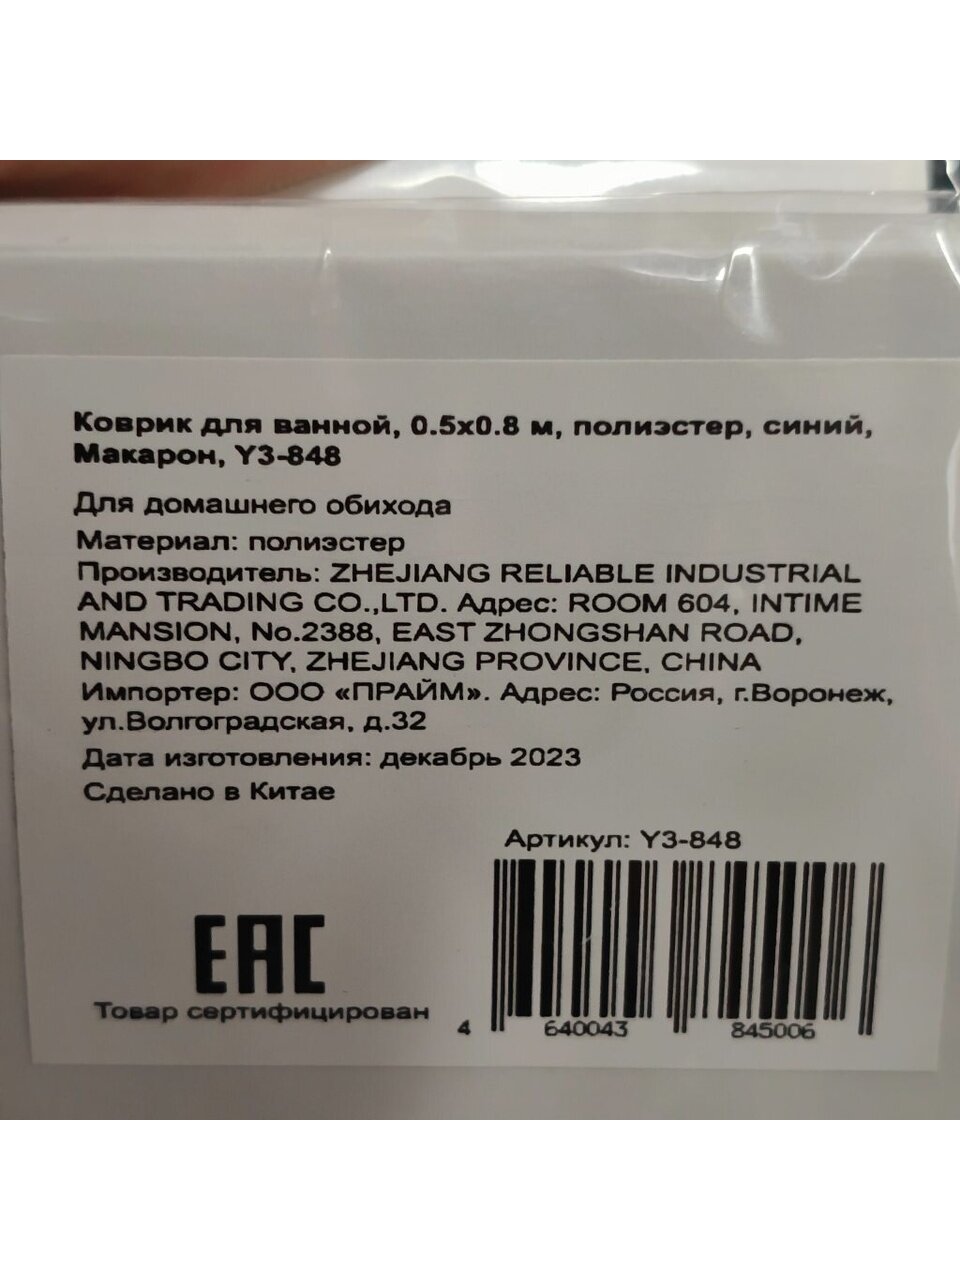 Коврик для ванной, 0.5х0.8 м, полиэстер, синий,
Макарон, Y3-848
Для домашнего обихода
Материал: полиэстер
Производитель: ZHEJIANG RELIABLE INDUSTRIAL
AND TRADING CO.,LTD. Адрес: ROOM 604, INTIME
MANSION, No.2388, EAST ZHONGSHAN ROAD,
NINGBO CITY, ZHEJIANG PROVINCE, CHINA
Импортер: ООО «ПРАЙМ». Адрес: Россия, г.Воронеж,
ул.Волгоградская, д.32
Дата изготовления: декабрь 2023
Сделано в Китае
Артикул: Y3-848
EAC
Товар сертифицирован
4 640043 845006